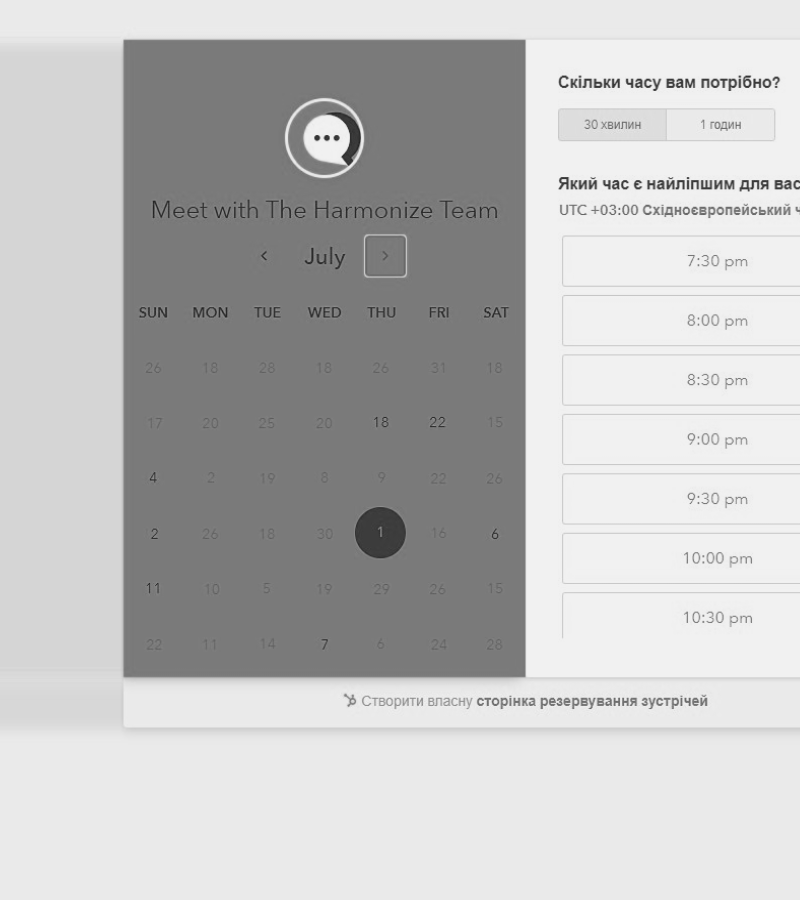 Meet with The Harmonize Team
July
SUN MON TUE WED THU FRI SAT
26 18 28 18 26 31 18
17 20 25 20 18 22 15
4 2 19 8 9 22 26
2 26 18 30 1 16 6
11 10 5 19 29 26 15
22 11 14 7 6 24 28
Скільки часу вам потрібно?
30 хвилин 1 годин
Який час є найліпшим для вас
UTC +03:00 Східноєвропейський ч
7:30 pm
8:00 pm
8:30 pm
9:00 pm
9:30 pm
10:00 pm
10:30 pm
Створити власну сторінка резервування зустрічей